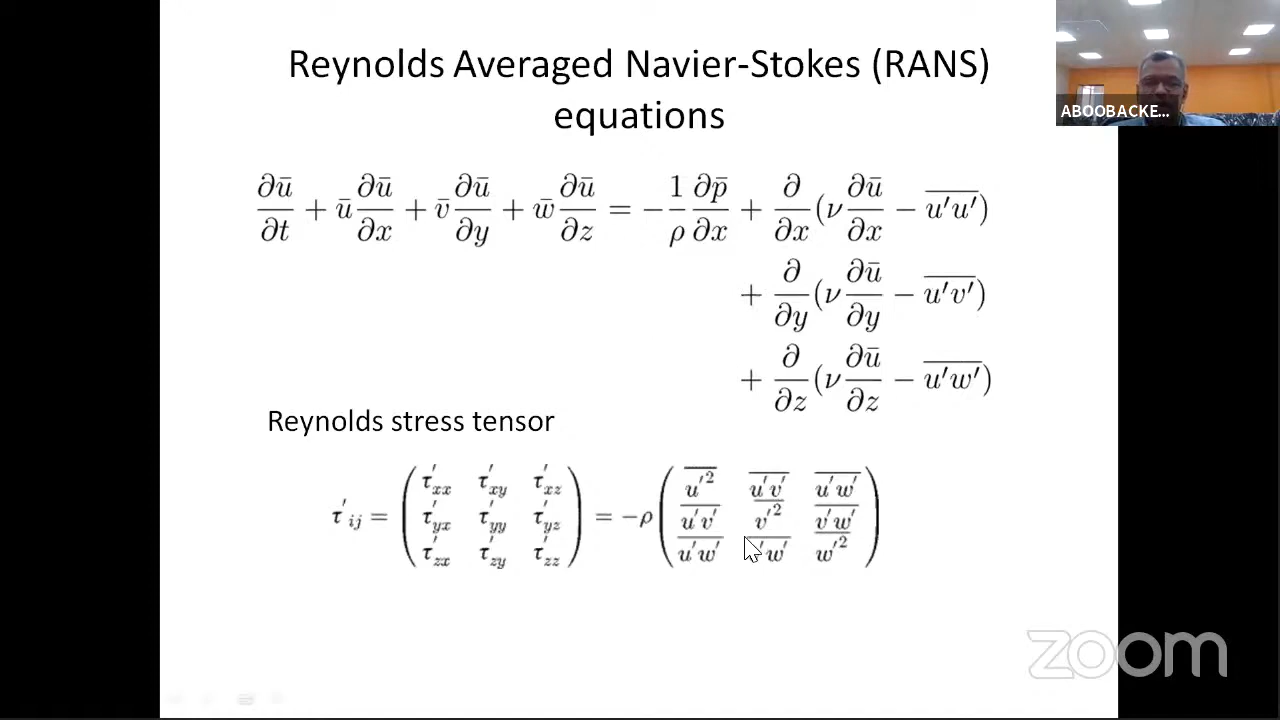 Reynolds Averaged Navier-Stokes (RANS)
equations
ABOOBACKE...
∂ū/∂t + ū ∂ū/∂x + v̄ ∂ū/∂y + w̄ ∂ū/∂z = −1/ρ ∂p̄/∂x + ∂/∂x(ν ∂ū/∂x − \overline{u′u′})
+ ∂/∂y(ν ∂ū/∂y − \overline{u′v′})
+ ∂/∂z(ν ∂ū/∂z − \overline{u′w′})
Reynolds stress tensor
τ′ij = ( τ′xx τ′xy τ′xz ; τ′yx τ′yy τ′yz ; τ′zx τ′zy τ′zz ) = −ρ ( \overline{u′²} \overline{u′v′} \overline{u′w′} ; \overline{u′v′} \overline{v′²} \overline{v′w′} ; \overline{u′w′} ′w′ \overline{w′²} )
zoom